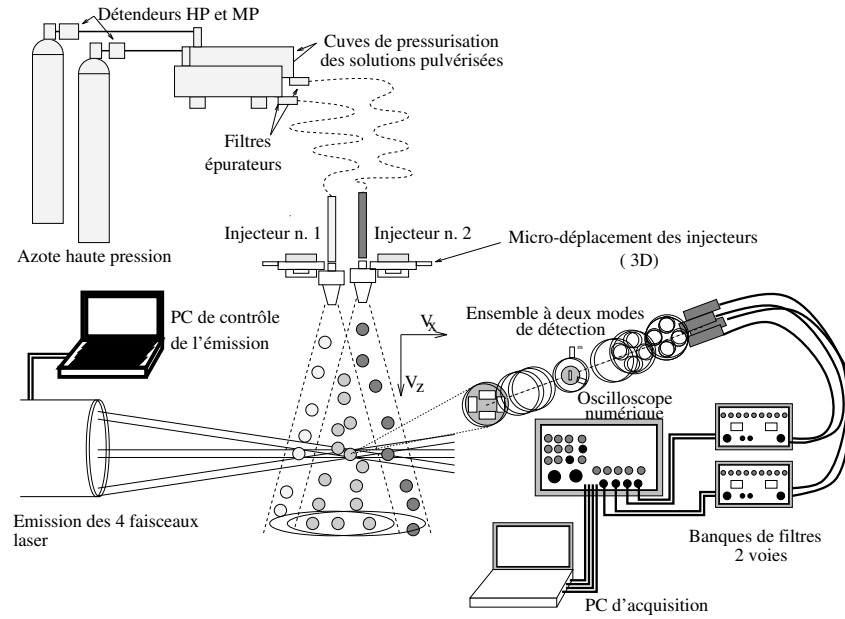 Détendeurs HP et MP
Cuves de pressurisation
des solutions pulvérisées
Filtres
épurateurs
Injecteur n. 1
Injecteur n. 2
Azote haute pression
Micro-déplacement des injecteurs
( 3D)
PC de contrôle
de l'émission
V_X
V_Z
Ensemble à deux modes
de détection
Oscilloscope
numérique
Emission des 4 faisceaux
laser
Banques de filtres
2 voies
PC d'acquisition